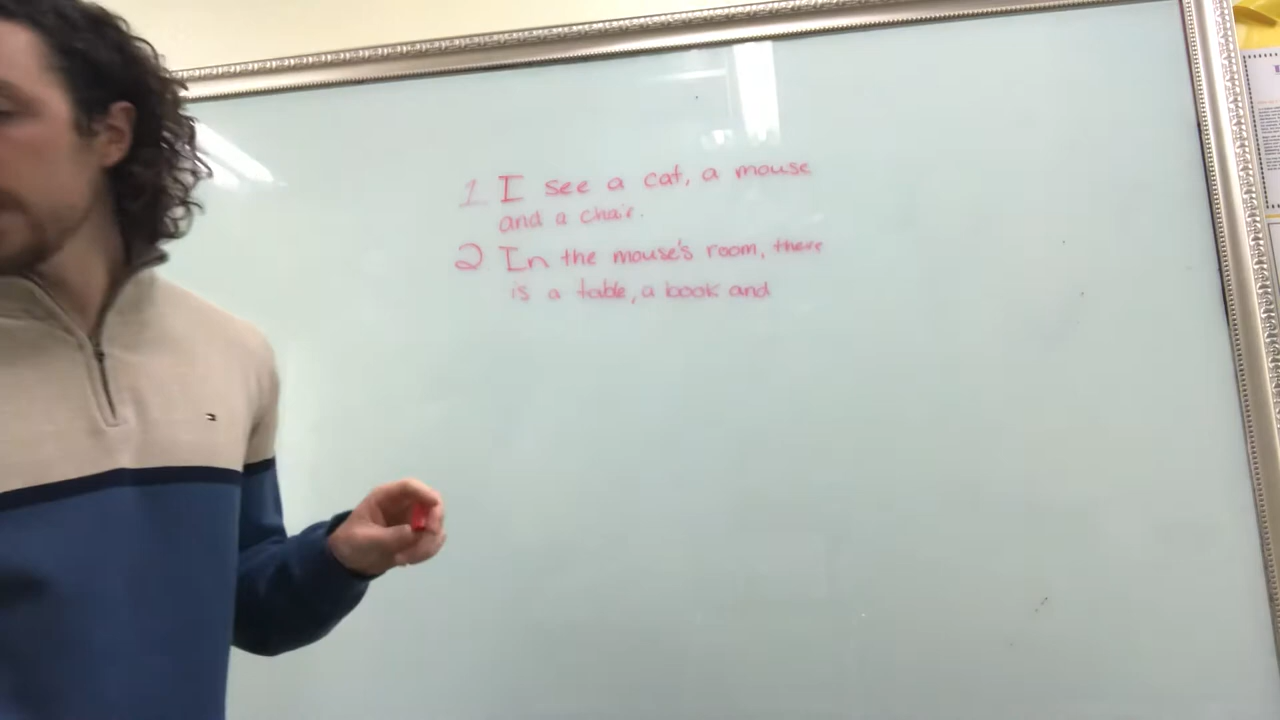 1 I see a cat, a mouse
and a chair.
2 In the mouse's room, there
is a table, a book and